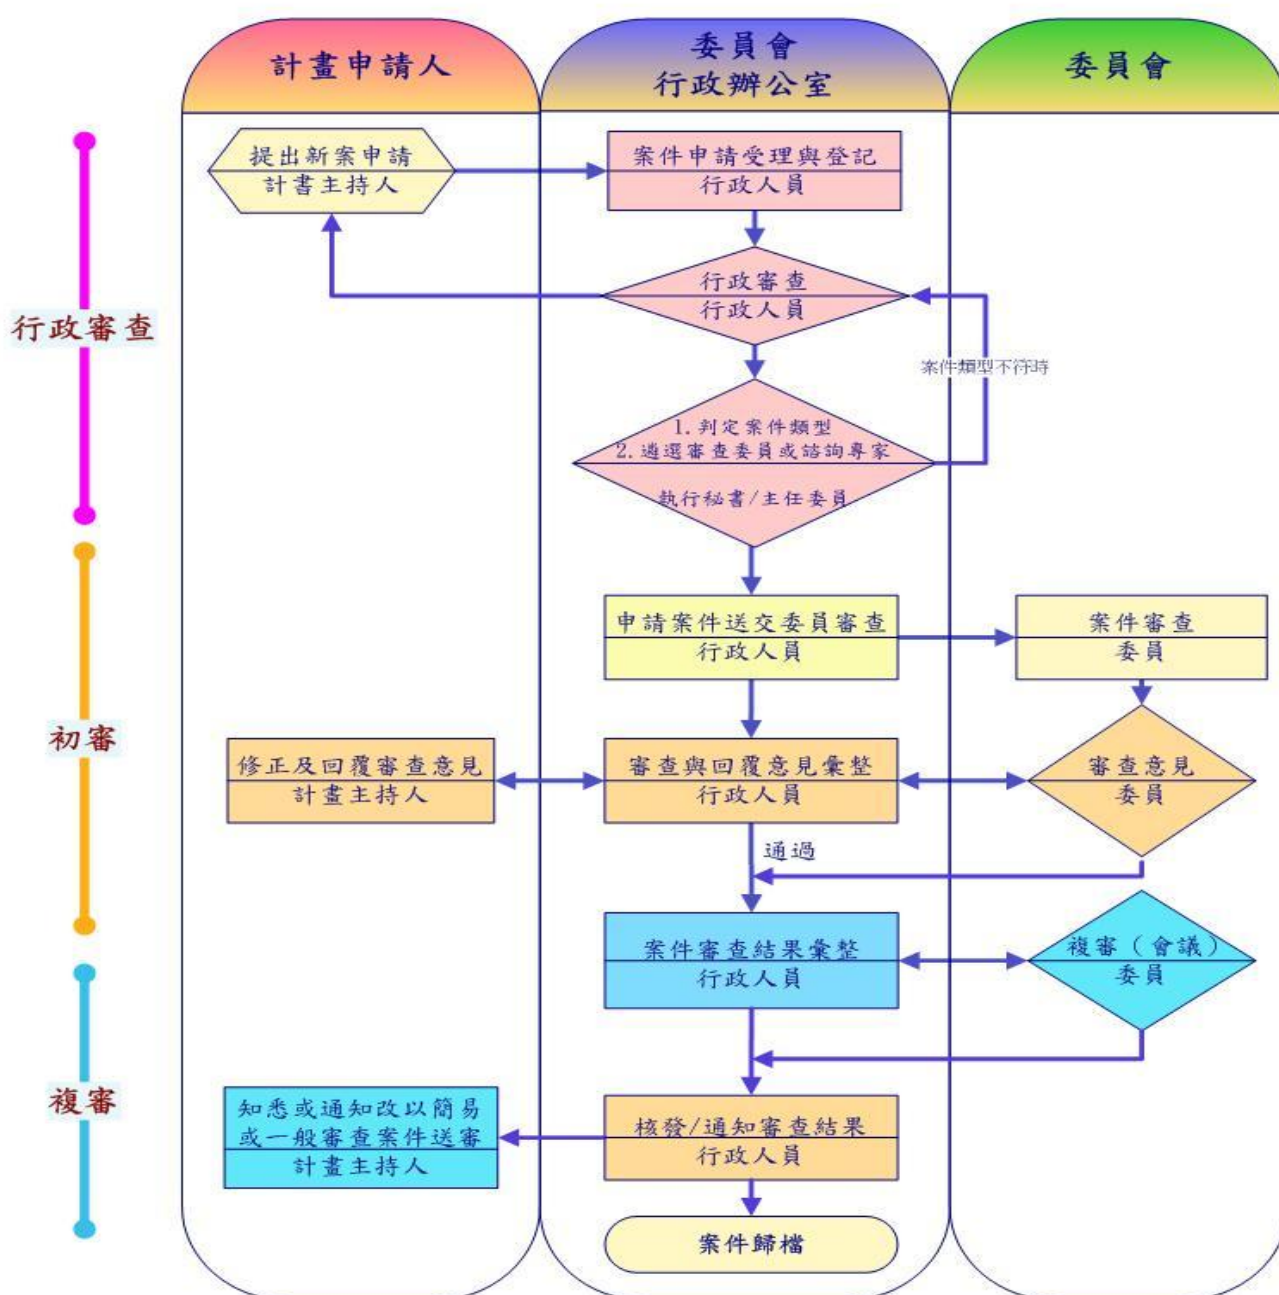 計畫申請人
委員會
行政辦公室
委員會
行政審查
提出新案申請
計書主持人
案件申請受理與登記
行政人員
行政審查
行政人員
案件類型不待時
1. 判定案件類型
2. 遴選審查委員或諮詢專家
執行秘書/主任委員
初審
申請案件送交委員審查
行政人員
案件審查
委員
修正及回覆審查意見
計畫主持人
審查與回覆意見彙整
行政人員
審查意見
委員
通過
案件審查結果彙整
行政人員
複審（會議）
委員
複審
知悉或通知改以簡易
或一般審查案件送審
計畫主持人
核發/通知審查結果
行政人員
案件歸檔